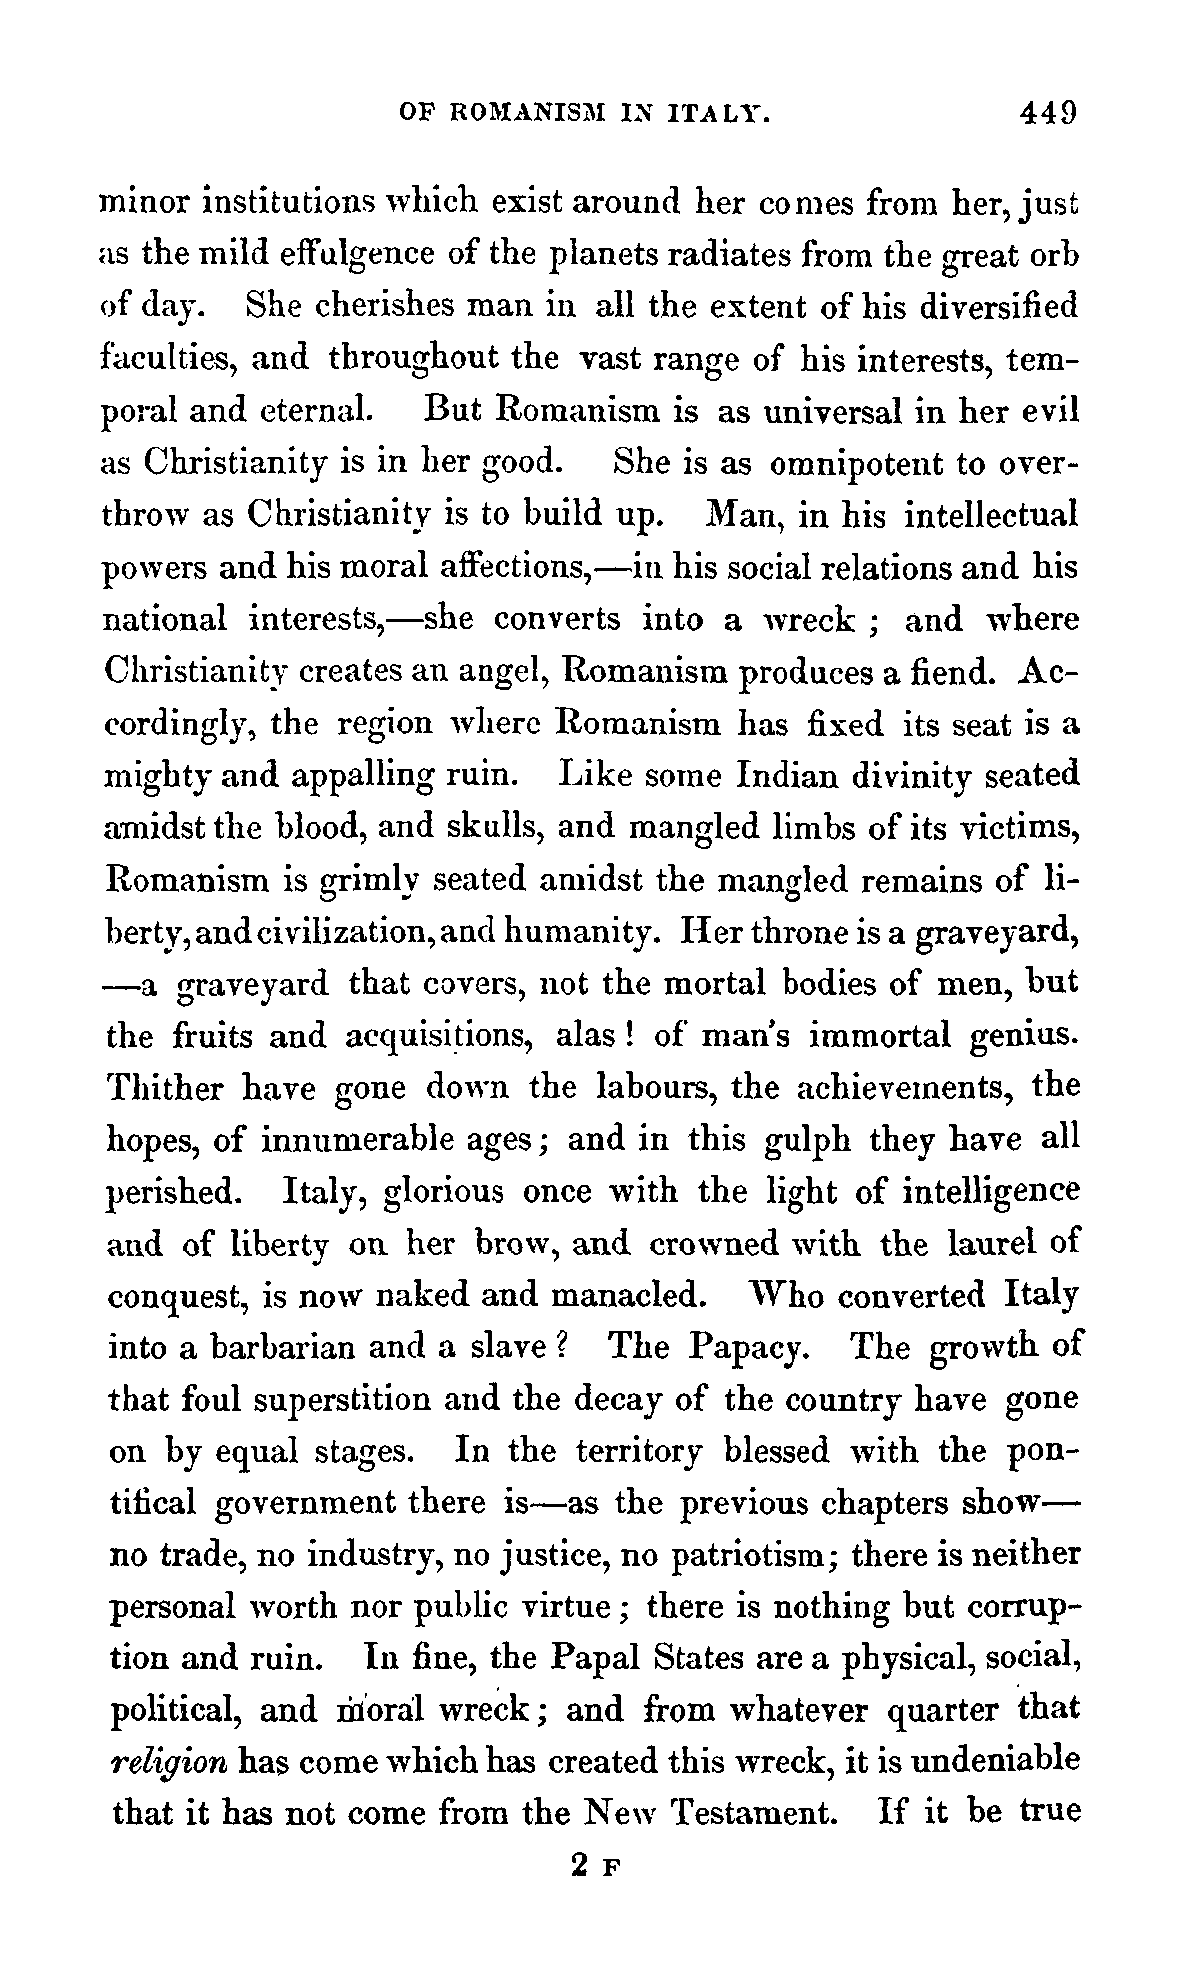 OF ROMANISM IN ITALY. 449
minor institutions which exist around her comes from her, just
as the mild effulgence of the planets radiates from the great orb
of day. She cherishes man in all the extent of his diversified
faculties, and throughout the vast range of his interests, tem-
poral and eternal. But Romanism is as universal in her evil
as Christianity is in her good. She is as omnipotent to over-
throw as Christianity is to build up. Man, in his intellectual
powers and his moral affections,—in his social relations and his
national interests,—she converts into a wreck ; and where
Christianity creates an angel, Romanism produces a fiend. Ac-
cordingly, the region where Romanism has fixed its seat is a
mighty and appalling ruin. Like some Indian divinity seated
amidst the blood, and skulls, and mangled limbs of its victims,
Romanism is grimly seated amidst the mangled remains of li-
berty, and civilization, and humanity. Her throne is a graveyard,
—a graveyard that covers, not the mortal bodies of men, but
the fruits and acquisitions, alas ! of man's immortal genius.
Thither have gone down the labours, the achievements, the
hopes, of innumerable ages ; and in this gulph they have all
perished. Italy, glorious once with the light of intelligence
and of liberty on her brow, and crowned with the laurel of
conquest, is now naked and manacled. Who converted Italy
into a barbarian and a slave ? The Papacy. The growth of
that foul superstition and the decay of the country have gone
on by equal stages. In the territory blessed with the pon-
tifical government there is—as the previous chapters show—
no trade, no industry, no justice, no patriotism ; there is neither
personal worth nor public virtue ; there is nothing but corrup-
tion and ruin. In fine, the Papal States are a physical, social,
political, and moral wreck ; and from whatever quarter that
religion has come which has created this wreck, it is undeniable
that it has not come from the New Testament. If it be true
2 F